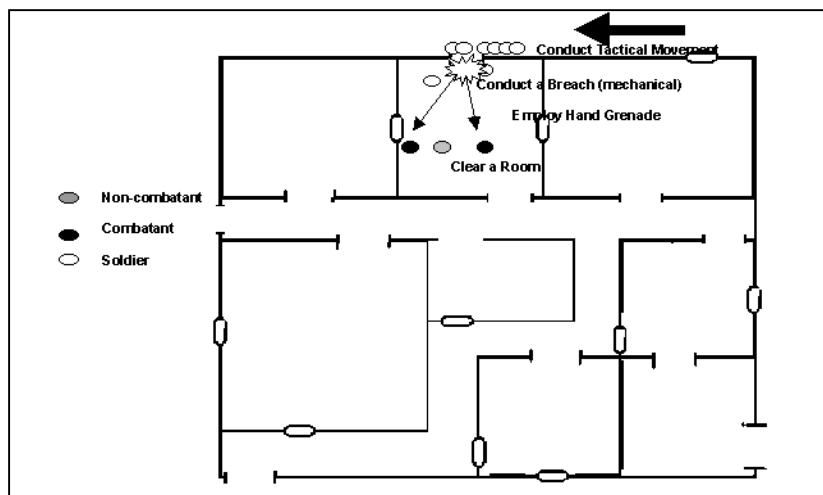 Conduct Tactical Movement
Conduct a Breach (mechanical)
Employ Hand Grenade
Clear a Room
Non-combatant
Combatant
Soldier